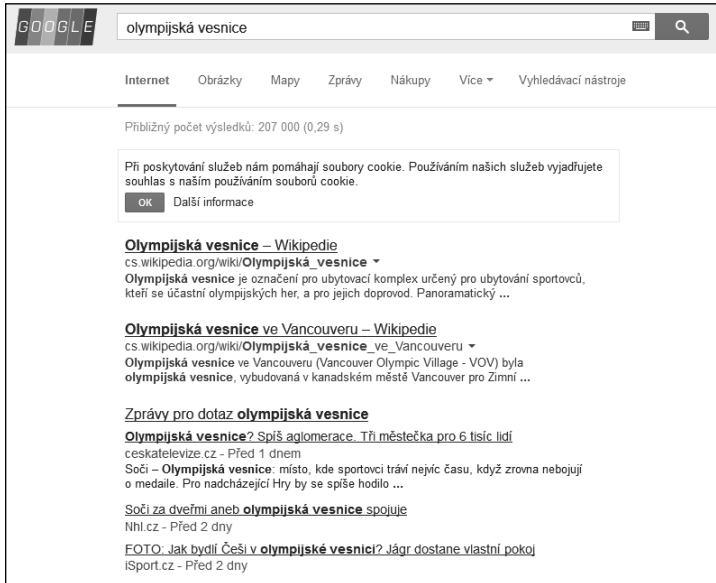 GOOGLE
olympijská vesnice
Internet Obrázky Mapy Zprávy Nákupy Více Vyhledávací nástroje
Přibližný počet výsledků: 207 000 (0,29 s)
Při poskytování služeb nám pomáhají soubory cookie. Používáním našich služeb vyjadřujete
souhlas s naším používáním souborů cookie.
OK Další informace
Olympijská vesnice – Wikipedie
cs.wikipedia.org/wiki/Olympijská_vesnice
Olympijská vesnice je označení pro ubytovací komplex určený pro ubytování sportovců,
kteří se účastní olympijských her, a pro jejich doprovod. Panoramatický ...
Olympijská vesnice ve Vancouveru – Wikipedie
cs.wikipedia.org/wiki/Olympijská_vesnice_ve_Vancouveru
Olympijská vesnice ve Vancouveru (Vancouver Olympic Village - VOV) byla
olympijská vesnice, vybudovaná v kanadském městě Vancouver pro Zimní ...
Zprávy pro dotaz olympijská vesnice
Olympijská vesnice? Spíš aglomerace. Tři městečka pro 6 tisíc lidí
ceskatelevize.cz - Před 1 dnem
Soči – Olympijská vesnice: místo, kde sportovci tráví nejvíc času, když zrovna nebojují
o medaile. Pro nadcházející Hry by se spíše hodilo ...
Soči za dveřmi aneb olympijská vesnice spojuje
Nhl.cz - Před 2 dny
FOTO: Jak bydlí Češi v olympijské vesnici? Jágr dostane vlastní pokoj
iSport.cz - Před 2 dny